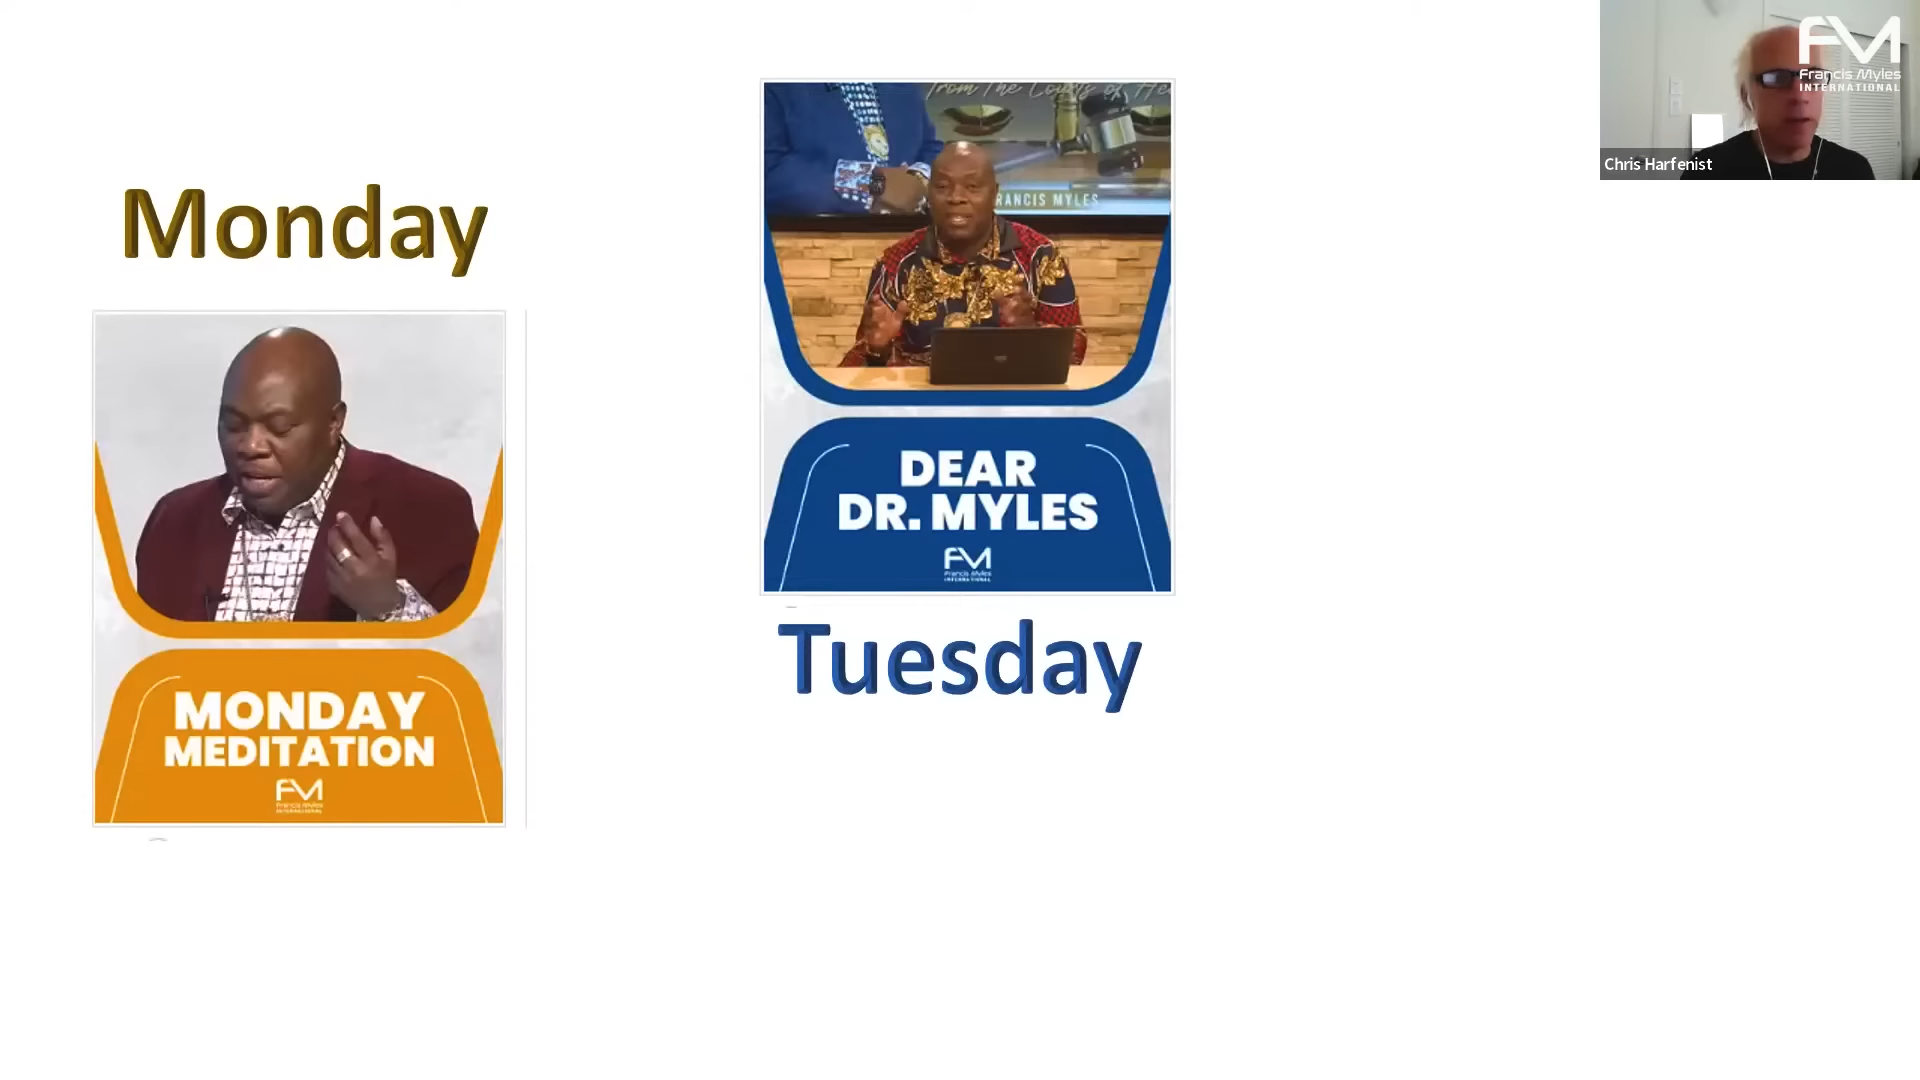 Monday
MONDAY
MEDITATION
FM
Francis Myles
INTERNATIONAL
from the Courts of
FRANCIS MYLES
DEAR
DR. MYLES
FM
Francis Myles
INTERNATIONAL
Tuesday
FM
Francis Myles
INTERNATIONAL
Chris Harfenist